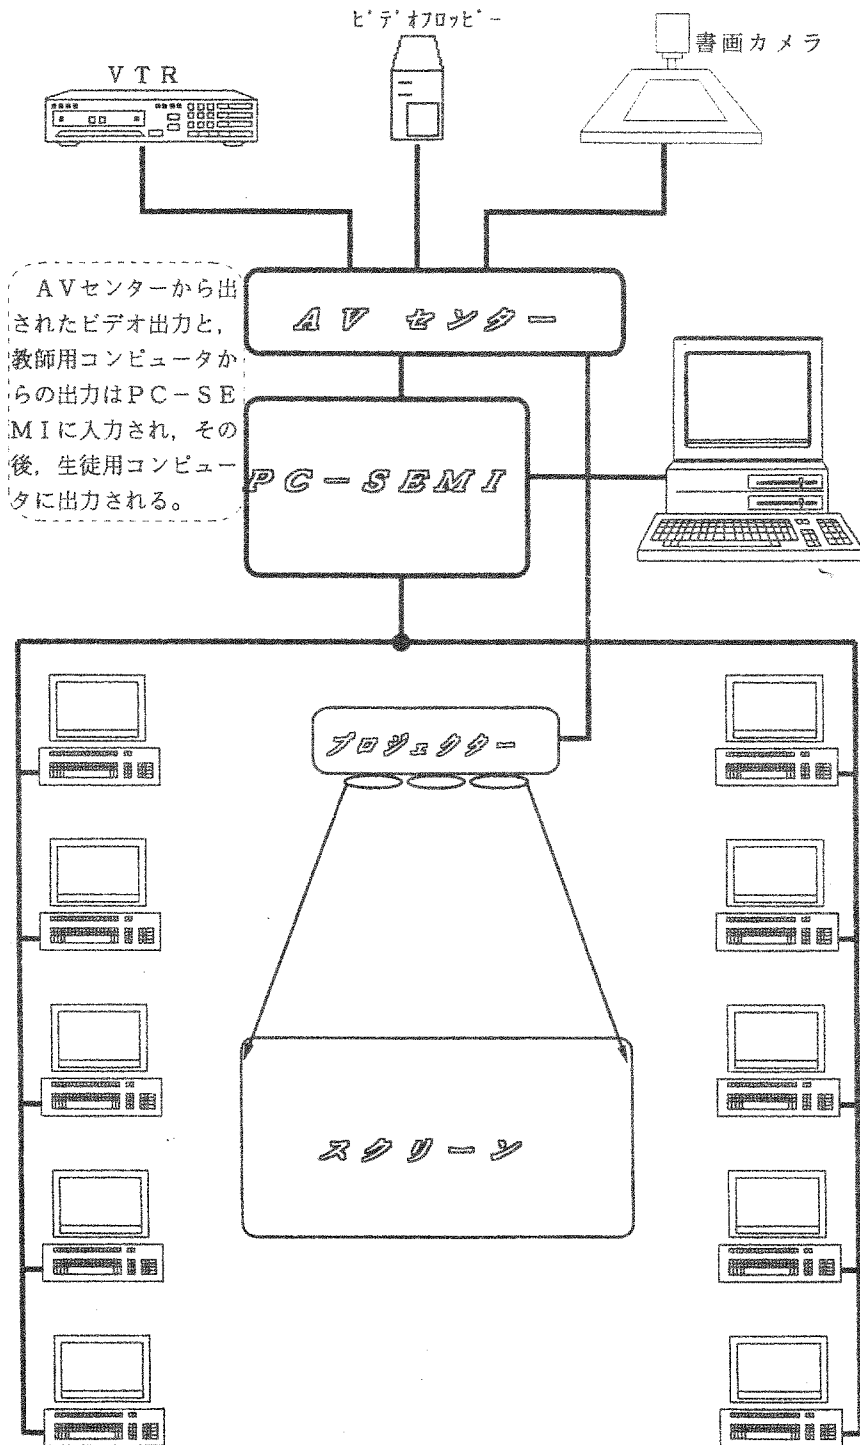 ﾋﾞﾃﾞｵﾌﾛｯﾋﾟｰ
書画カメラ
ＶＴＲ
ＡＶセンターから出
されたビデオ出力と，
教師用コンピュータか
らの出力はＰＣ－ＳＥ
ＭＩに入力され，その
後，生徒用コンピュー
タに出力される。
ＡＶ センター
ＰＣ－ＳＥＭＩ
プロジェクター
スクリーン